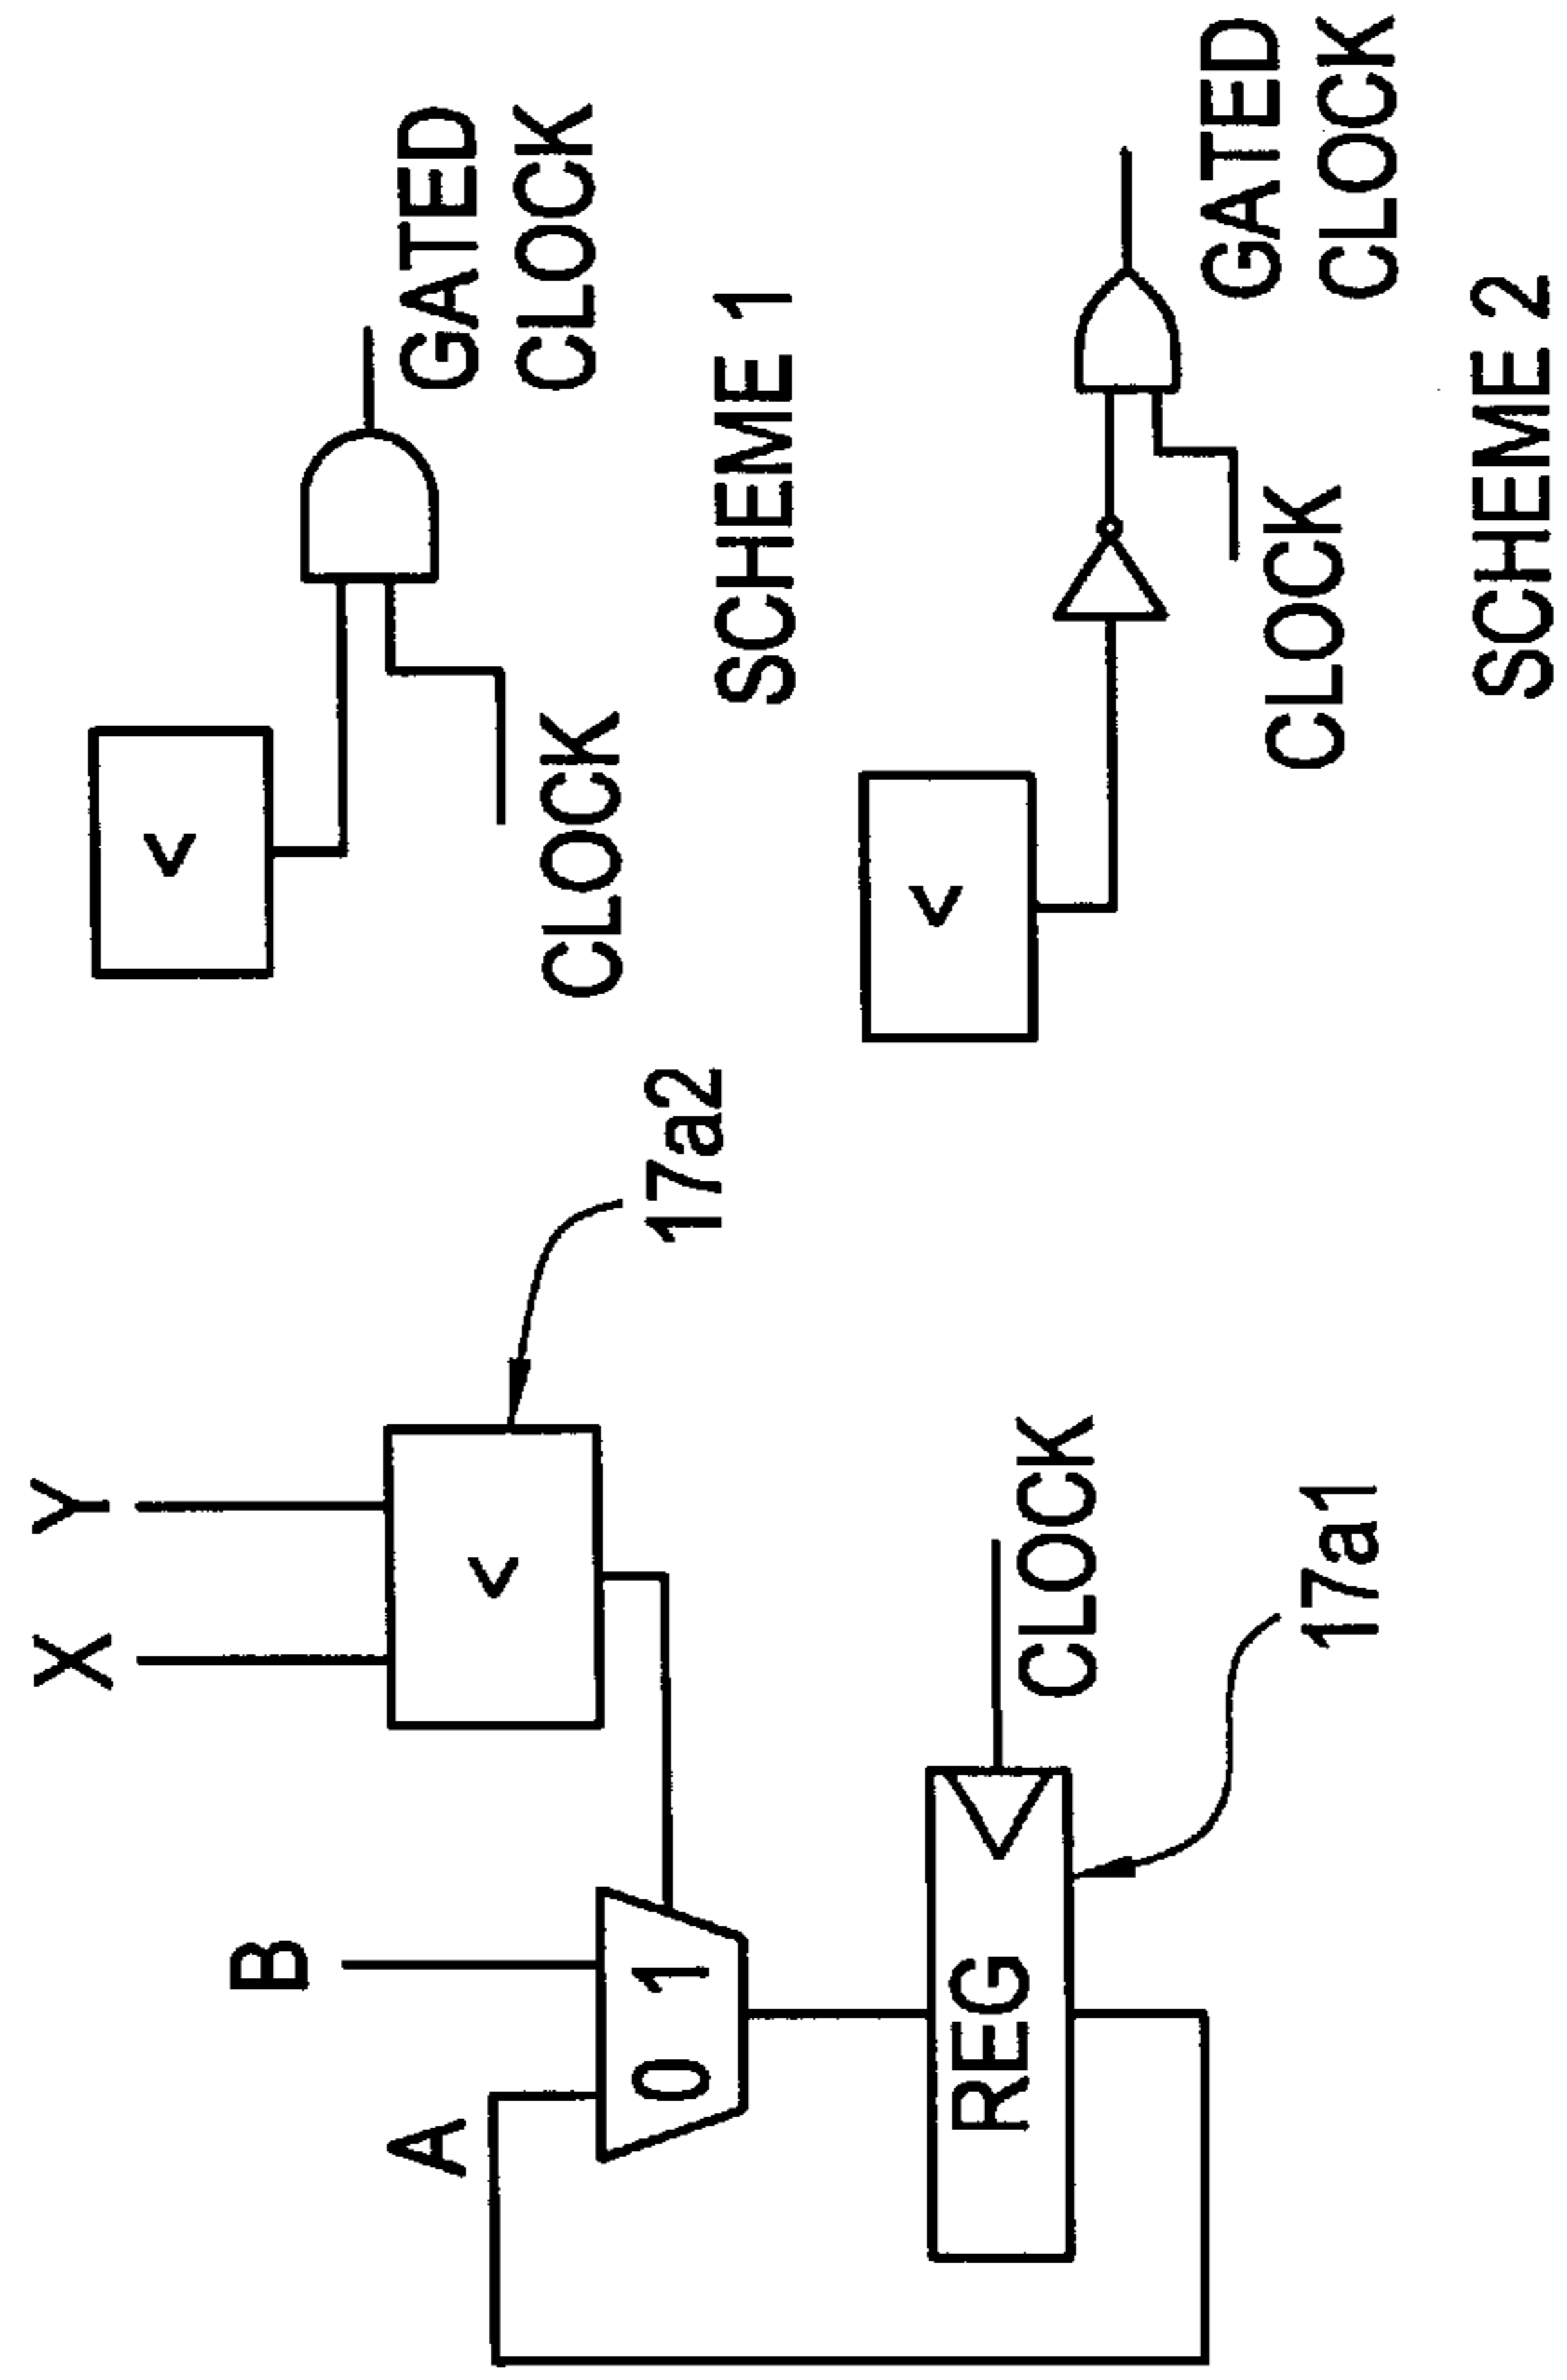 X Y
B
A
<
0 1
17a2
REG
CLOCK
17a1
<
GATED
CLOCK
CLOCK
SCHEME 1
<
GATED
CLOCK
CLOCK
SCHEME 2